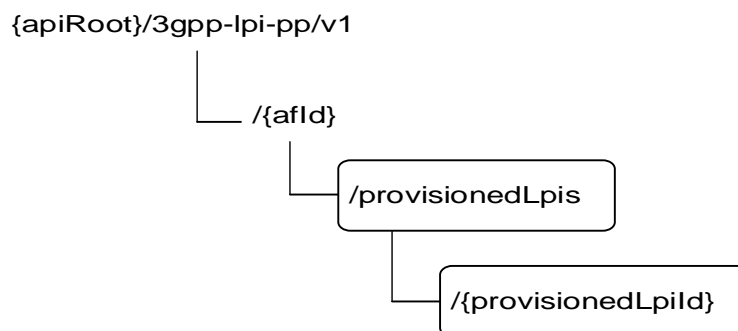 {apiRoot}/3gpp-lpi-pp/v1
/{afId}
/provisionedLpis
/{provisionedLpiId}